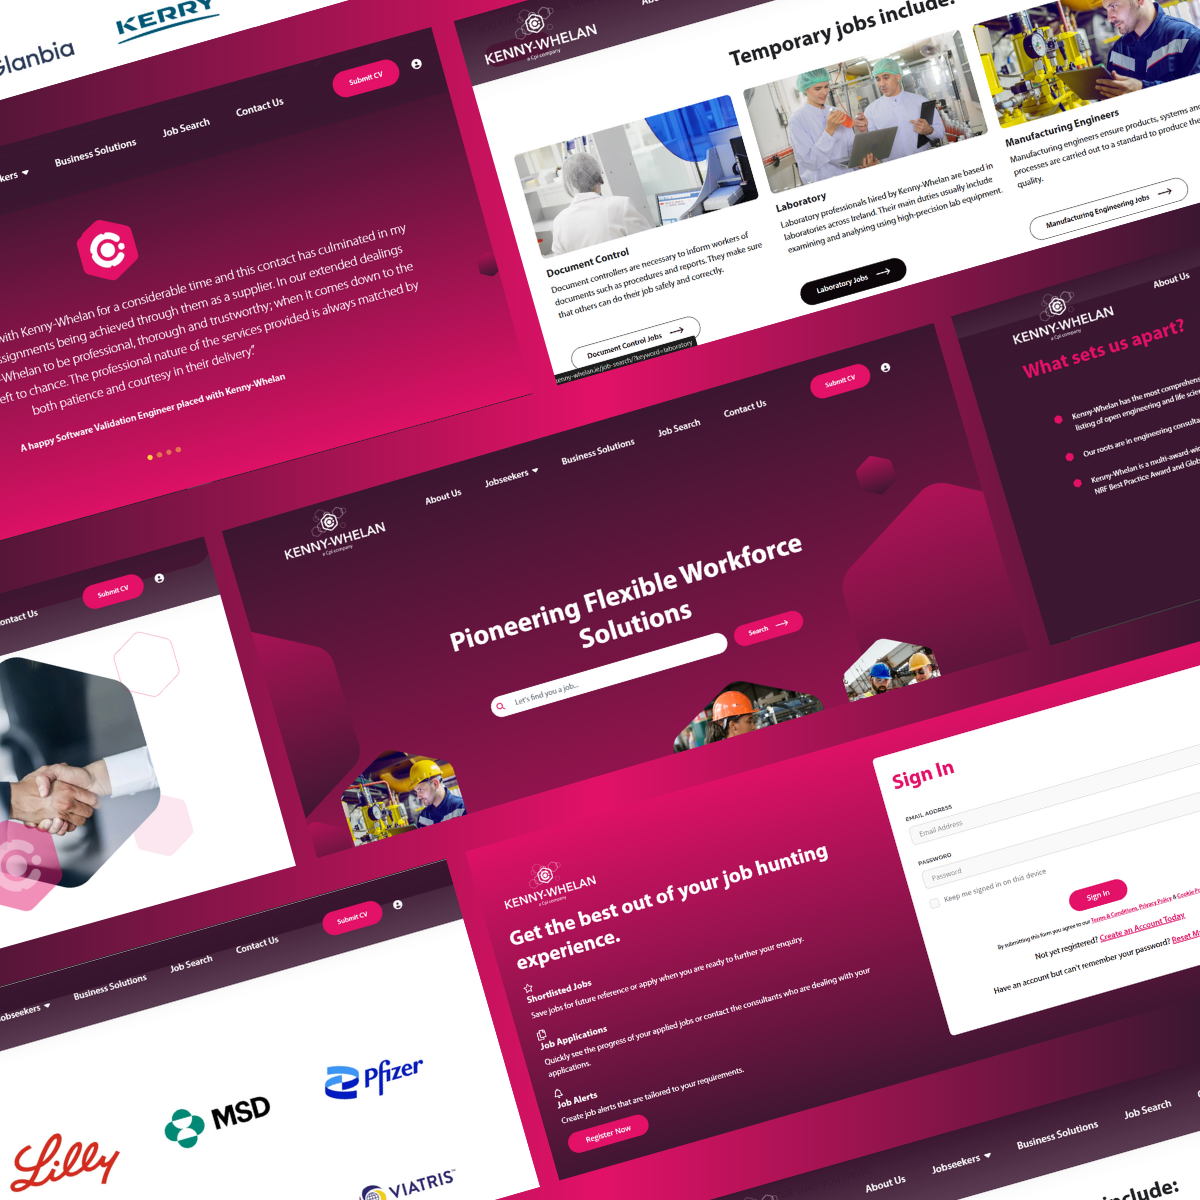 Glanbia
KERRY
Business Solutions
Job Search
Contact Us
Submit CV
with Kenny-Whelan for a considerable time and this contact has culminated in my
ssignments being achieved through them as a supplier. In our extended dealings
-Whelan to be professional, thorough and trustworthy; when it comes down to the
eft to chance. The professional nature of the services provided is always matched by
both patience and courtesy in their delivery."
A happy Software Validation Engineer placed with Kenny-Whelan
KENNY-WHELAN
a Cpl company
Temporary jobs include:
Document Control
Document controllers are necessary to inform workers of
documents such as procedures and reports. They make sure
that others can do their job safely and correctly.
Document Control Jobs
kenny-whelan.ie/job-search/?keyword=laboratory
Laboratory
Laboratory professionals hired by Kenny-Whelan are based in
laboratories across Ireland. Their main duties usually include
examining and analysing using high-precision lab equipment.
Laboratory Jobs
Manufacturing Engineers
Manufacturing engineers ensure products, systems and
processes are carried out to a standard to produce the
quality.
Manufacturing Engineering Jobs
KENNY-WHELAN
a Cpl company
About Us
What sets us apart?
Kenny-Whelan has the most
listing of open engineering and life
Our roots are in engineering
Kenny-Whelan is a multi-award-
NRF Best Practice Award and
ontact Us
Submit CV
KENNY-WHELAN
a Cpl company
About Us
Jobseekers
Business Solutions
Job Search
Contact Us
Submit CV
Pioneering Flexible Workforce
Solutions
Let's find you a job...
Search
obseekers
Business Solutions
Job Search
Contact Us
Submit CV
Lilly
MSD
Pfizer
VIATRIS™
KENNY-WHELAN
a Cpl company
Get the best out of your job hunting
experience.
Shortlisted Jobs
Save jobs for future reference or apply when you are ready to further your enquiry.
Job Applications
Quickly see the progress of your applied jobs or contact the consultants who are dealing with your
applications.
Job Alerts
Create job alerts that are tailored to your requirements.
Register Now
Sign In
EMAIL ADDRESS
Email Address
PASSWORD
Password
Keep me signed in on this device
Sign In
By submitting this form you agree to our Terms & Conditions, Privacy Policy & Cookie
Not yet registered? Create an Account Today
Have an account but can't remember your password? Reset
About Us
Jobseekers
Business Solutions
Job Search
nclude: